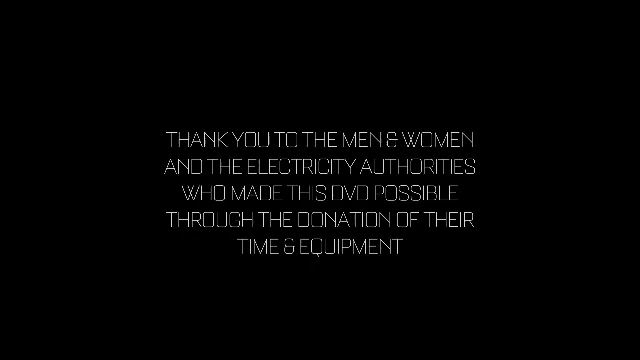 THANK YOU TO THE MEN & WOMEN
AND THE ELECTRICITY AUTHORITIES
WHO MADE THIS DVD POSSIBLE
THROUGH THE DONATION OF THEIR
TIME & EQUIPMENT